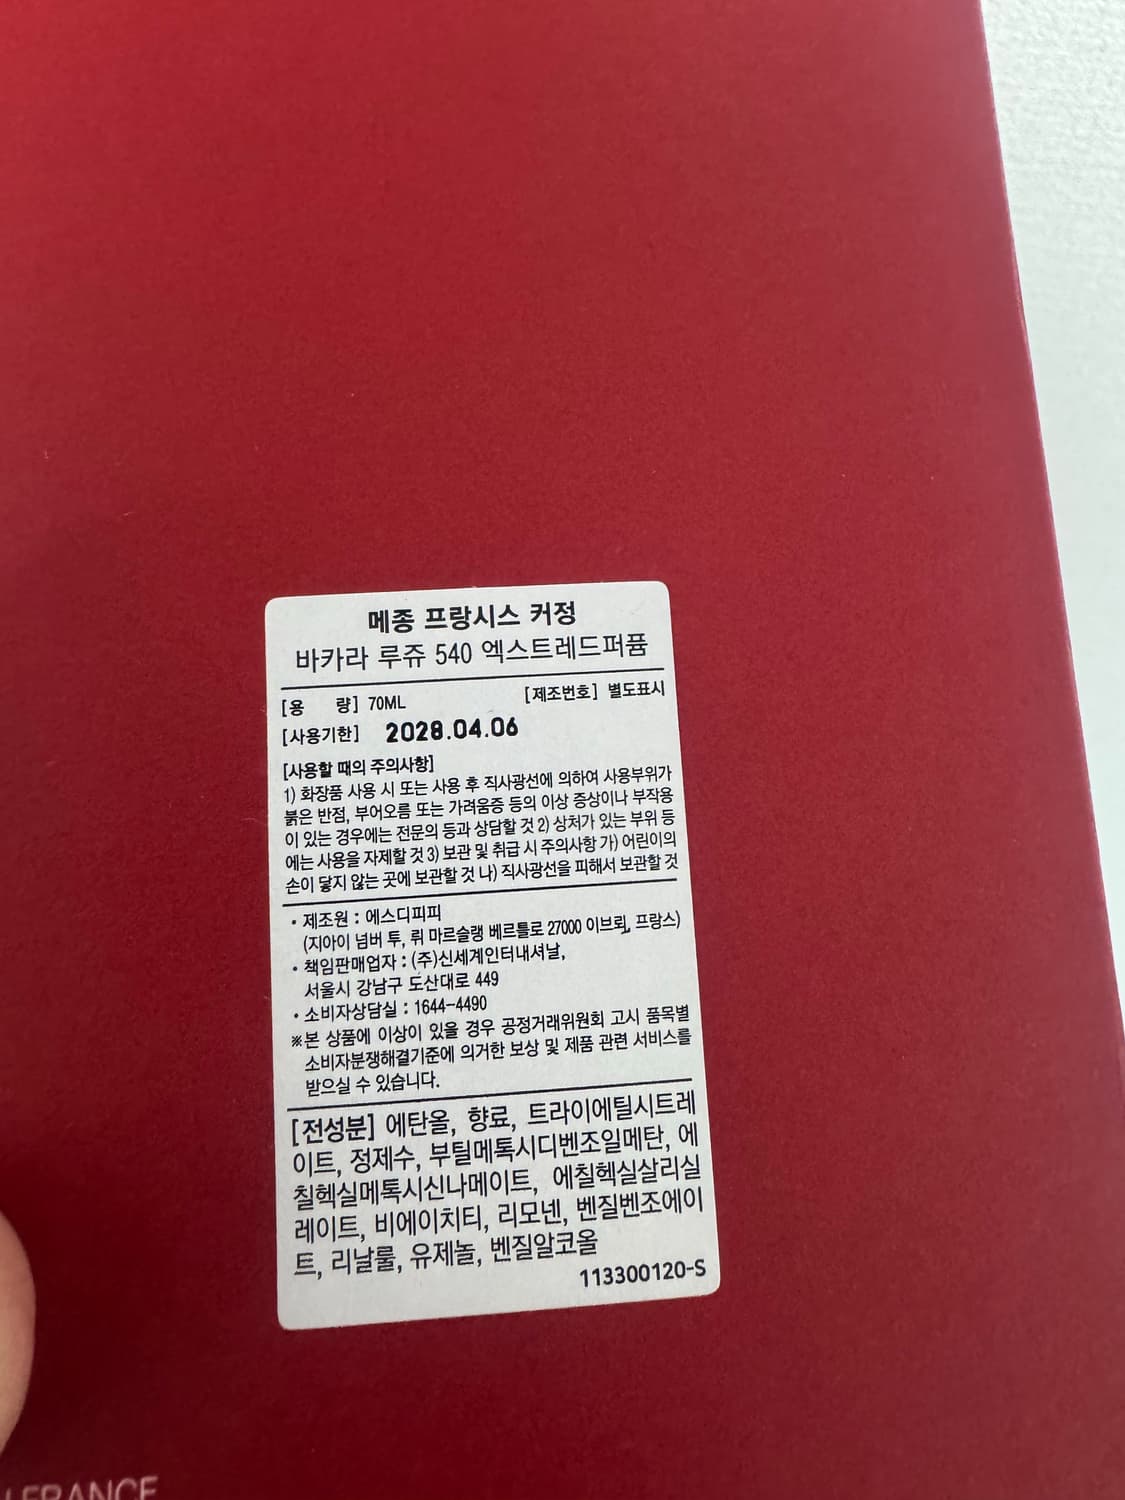 메종 프랑시스 커정
바카라 루쥬 540 엑스트레드퍼퓸
[용 량] 70ML [제조번호] 별도표시
[사용기한] 2028.04.06
[사용할 때의 주의사항]
1) 화장품 사용 시 또는 사용 후 직사광선에 의하여 사용부위가
붉은 반점, 부어오름 또는 가려움증 등의 이상 증상이나 부작용
이 있는 경우에는 전문의 등과 상담할 것 2) 상처가 있는 부위 등
에는 사용을 자제할 것 3) 보관 및 취급 시 주의사항 가) 어린이의
손이 닿지 않는 곳에 보관할 것 나) 직사광선을 피해서 보관할 것
• 제조원 : 에스디피피
(지아이 넘버 투, 뤼 마르슬랭 베르틀로 27000 이브뢰, 프랑스)
• 책임판매업자 : (주)신세계인터내셔날,
서울시 강남구 도산대로 449
• 소비자상담실 : 1644-4490
※본 상품에 이상이 있을 경우 공정거래위원회 고시 품목별
소비자분쟁해결기준에 의거한 보상 및 제품 관련 서비스를
받으실 수 있습니다.
[전성분] 에탄올, 향료, 트라이에틸시트레
이트, 정제수, 부틸메톡시디벤조일메탄, 에
칠헥실메톡시신나메이트, 에칠헥실살리실
레이트, 비에이치티, 리모넨, 벤질벤조에이
트, 리날룰, 유제놀, 벤질알코올
113300120-S
FRANCE